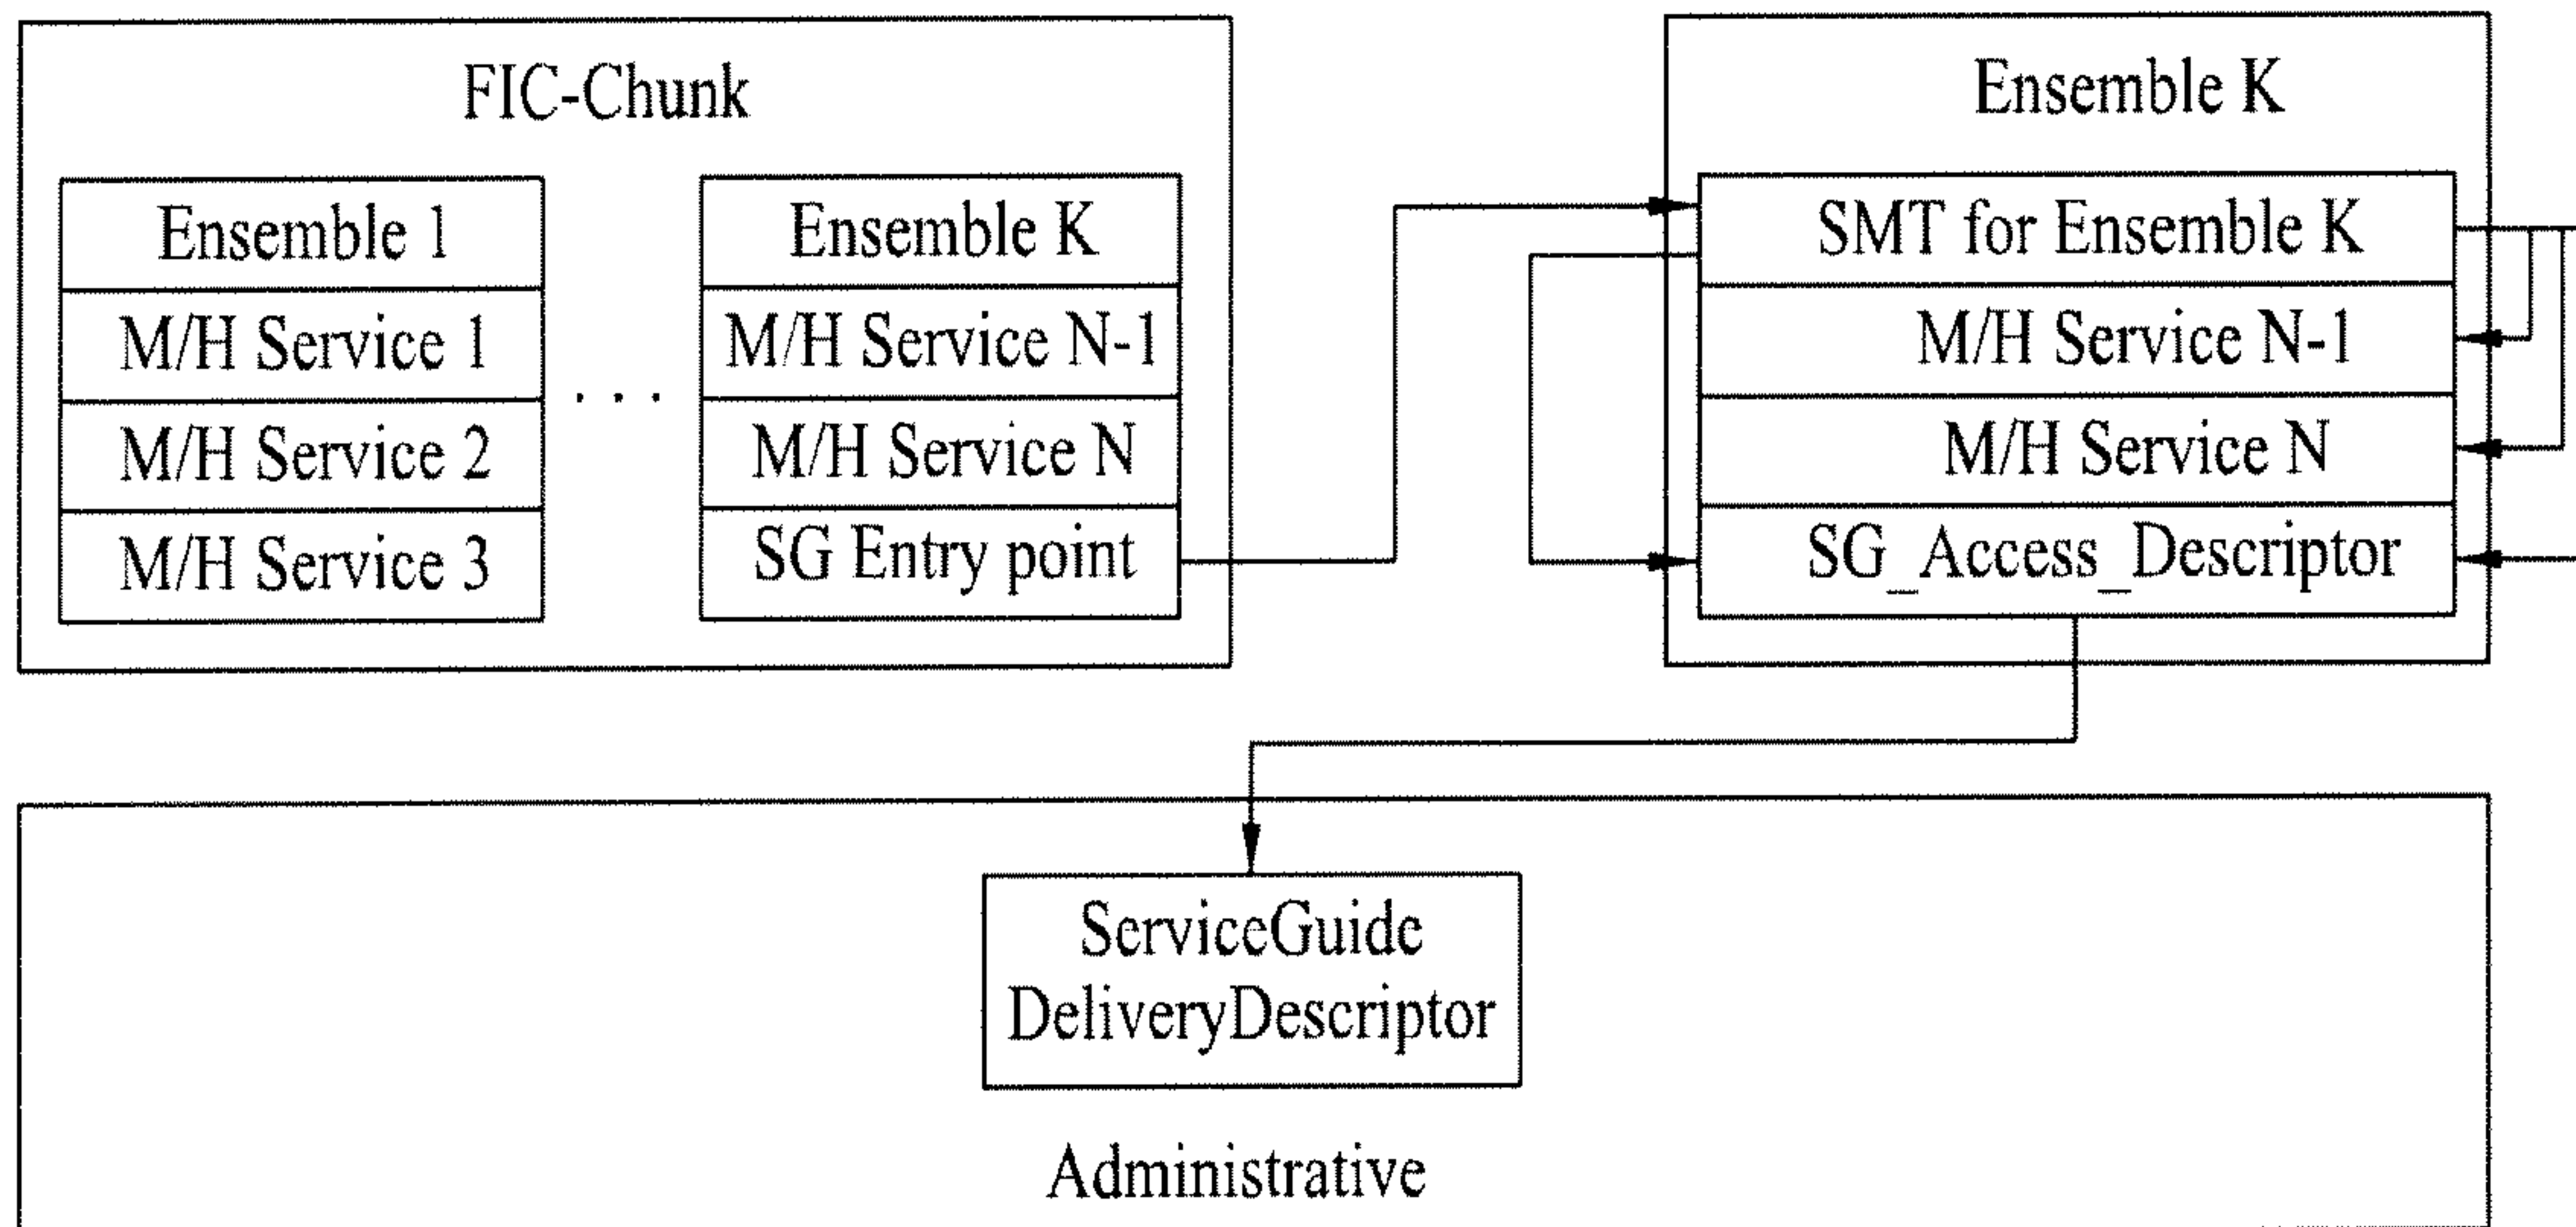 FIC-Chunk
Ensemble 1
M/H Service 1
M/H Service 2
M/H Service 3
. . .
Ensemble K
M/H Service N-1
M/H Service N
SG Entry point
Ensemble K
SMT for Ensemble K
M/H Service N-1
M/H Service N
SG_Access_Descriptor
ServiceGuide
DeliveryDescriptor
Administrative